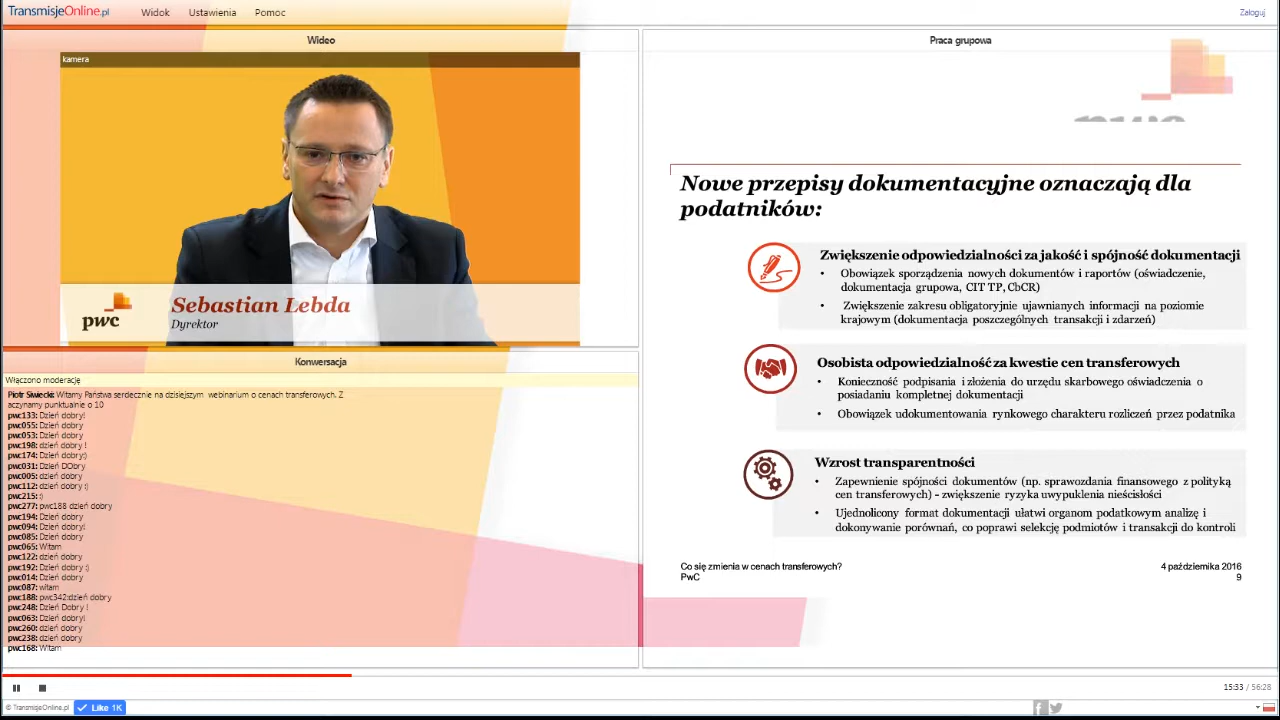 TransmisjeOnline.pl
Widok
Ustawienia
Pomoc
Zaloguj
Wideo
kamera
pwc
Sebastian Lebda
Dyrektor
Konwersacja
Włączono moderację
Piotr Siwiecki: Witamy Państwa serdecznie na dzisiejszym webinarium o cenach transferowych. Z
aczynamy punktualnie o 10
pwc133: Dzień dobry!
pwc055: Dzień dobry
pwc053: Dzień dobry
pwc198: dzień dobry !
pwc174: Dzień dobry:)
pwc031: Dzień DObry
pwc005: dzień dobry
pwc112: dzień dobry :)
pwc215: :)
pwc277: pwc188 dzień dobry
pwc194: Dzień dobry
pwc094: Dzień dobry!
pwc085: Dzień dobry
pwc065: Witam
pwc122: dzień dobry
pwc192: Dzień dobry :)
pwc014: Dzień dobry
pwc087: witam
pwc188: pwc342:dzień dobry
pwc248: Dzień Dobry !
pwc063: Dzień dobry!
pwc260: dzień dobry
pwc238: dzień dobry
pwc168: Witam
Praca grupowa
pwc
Nowe przepisy dokumentacyjne oznaczają dla
podatników:
Zwiększenie odpowiedzialności za jakość i spójność dokumentacji
• Obowiązek sporządzenia nowych dokumentów i raportów (oświadczenie,
dokumentacja grupowa, CIT TP, CbCR)
• Zwiększenie zakresu obligatoryjnie ujawnianych informacji na poziomie
krajowym (dokumentacja poszczególnych transakcji i zdarzeń)
Osobista odpowiedzialność za kwestie cen transferowych
• Konieczność podpisania i złożenia do urzędu skarbowego oświadczenia o
posiadaniu kompletnej dokumentacji
• Obowiązek udokumentowania rynkowego charakteru rozliczeń przez podatnika
Wzrost transparentności
• Zapewnienie spójności dokumentów (np. sprawozdania finansowego z polityką
cen transferowych) - zwiększenie ryzyka uwypuklenia nieścisłości
• Ujednolicony format dokumentacji ułatwi organom podatkowym analizę i
dokonywanie porównań, co poprawi selekcję podmiotów i transakcji do kontroli
Co się zmienia w cenach transferowych?
PwC
4 października 2016
9
15:33 / 56:28
© TransmisjeOnline.pl
Like 1K